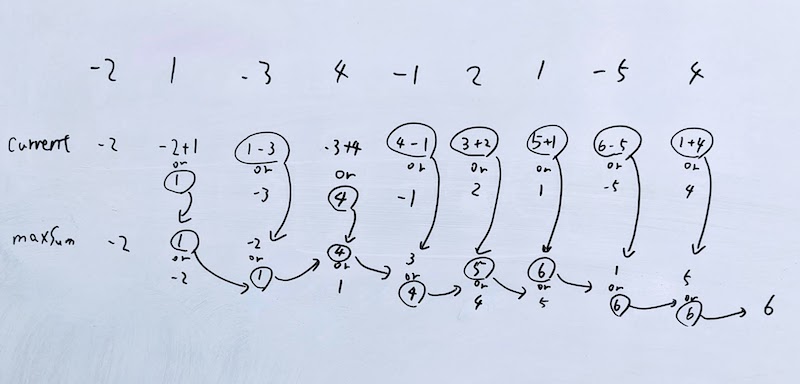 -2 1 -3 4 -1 2 1 -5 4
Current -2 -2+1 1-3 -3+4 4-1 3+2 5+1 6-5 1+4
or or or or or or or or
1 -3 4 -1 2 1 -5 4
maxSum -2 1 -2 4 3 5 6 1 5
or or or or or or or or
-2 1 1 4 4 5 6 6 6